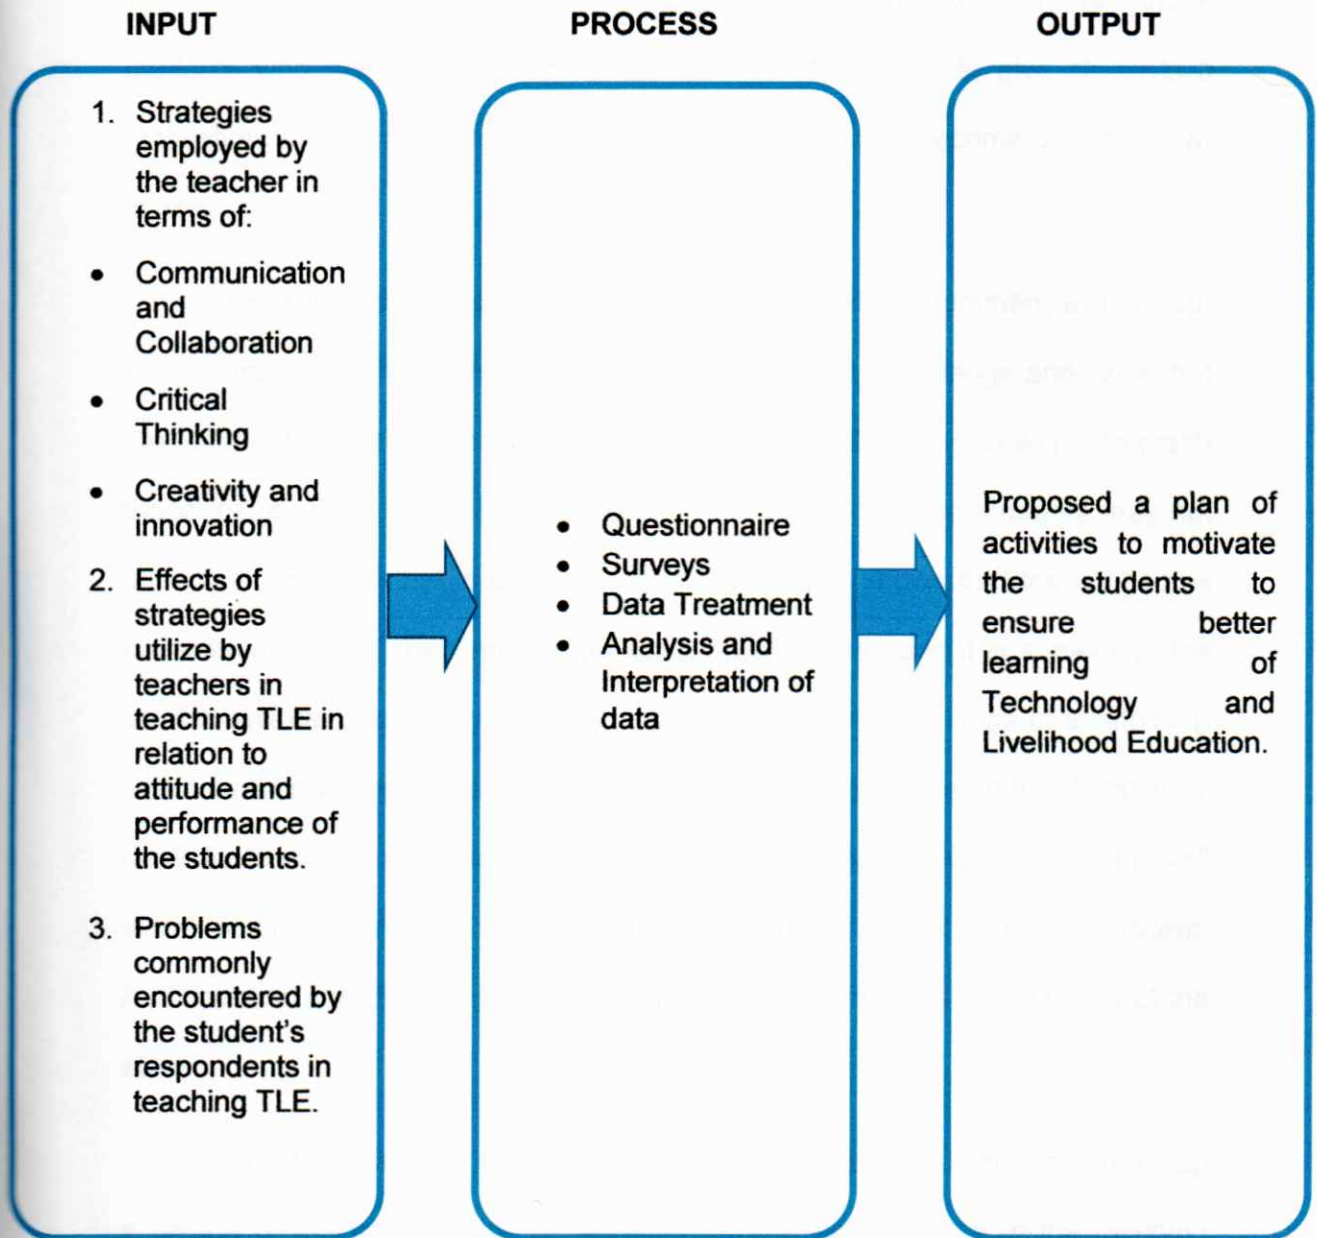 INPUT
PROCESS
OUTPUT
1. Strategies
employed by
the teacher in
terms of:
• Communication
and
Collaboration
• Critical
Thinking
• Creativity and
innovation
2. Effects of
strategies
utilize by
teachers in
teaching TLE in
relation to
attitude and
performance of
the students.
3. Problems
commonly
encountered by
the student's
respondents in
teaching TLE.
• Questionnaire
• Surveys
• Data Treatment
• Analysis and
Interpretation of
data
Proposed a plan of
activities to motivate
the students to
ensure better
learning of
Technology and
Livelihood Education.